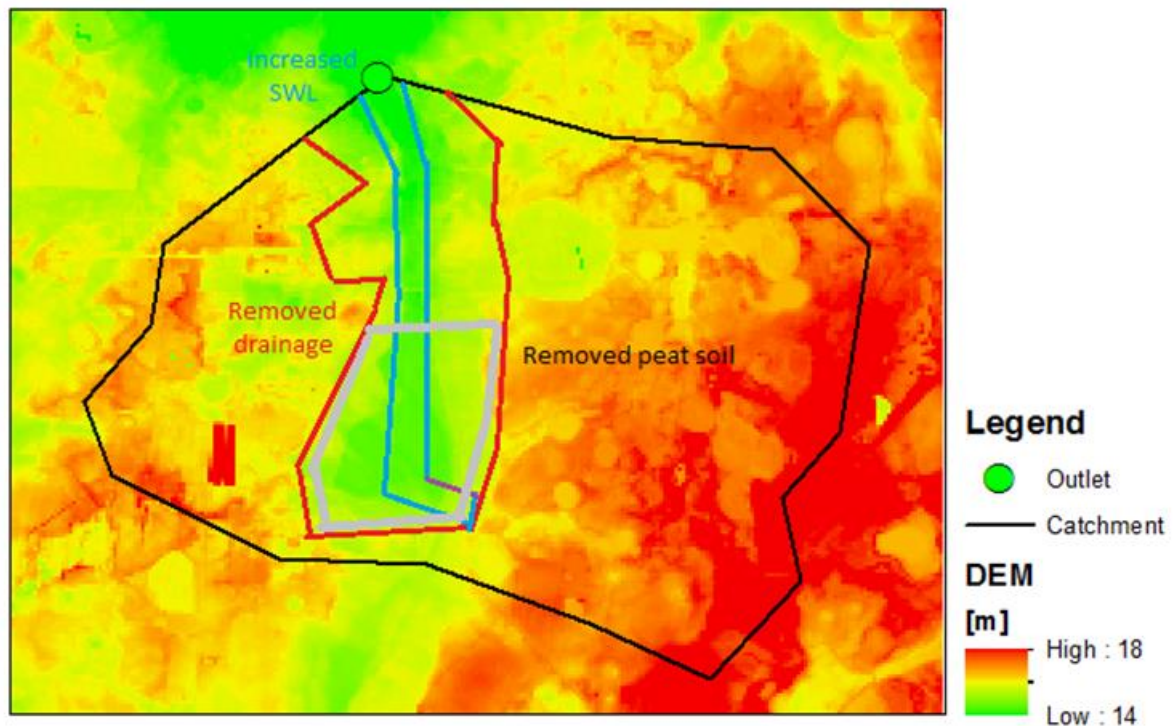 Increased
SWL
Removed
drainage
Removed peat soil
Legend
Outlet
Catchment
DEM
[m]
High : 18
Low : 14